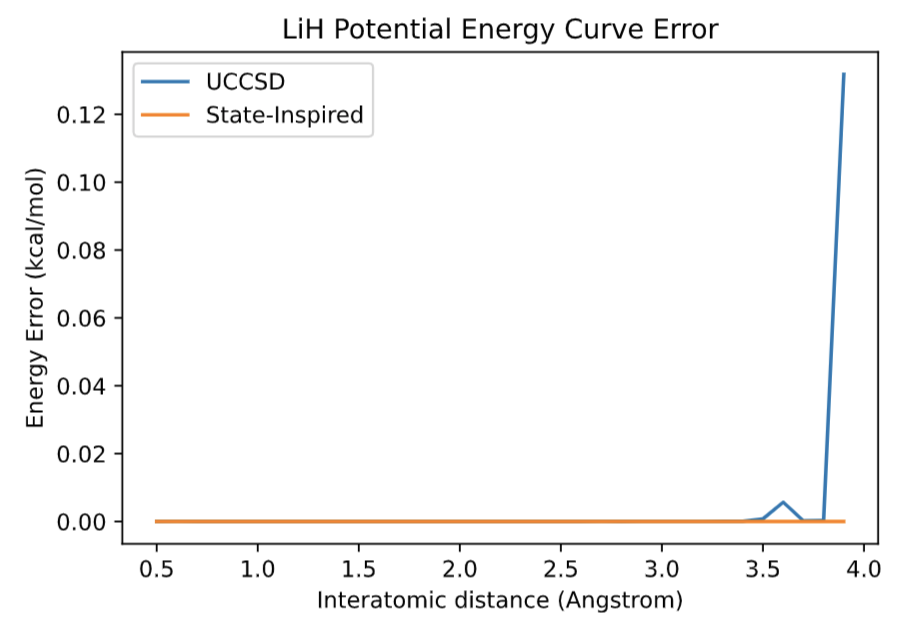 LiH Potential Energy Curve Error
UCCSD
State-Inspired
Energy Error (kcal/mol)
0.12
0.10
0.08
0.06
0.04
0.02
0.00
0.5 1.0 1.5 2.0 2.5 3.0 3.5 4.0
Interatomic distance (Angstrom)